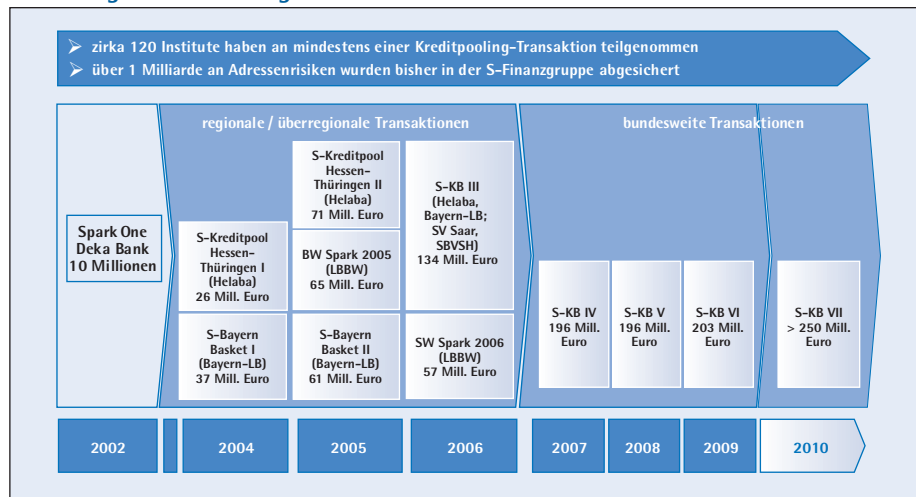 ➤ zirka 120 Institute haben an mindestens einer Kreditpooling-Transaktion teilgenommen
➤ über 1 Milliarde an Adressenrisiken wurden bisher in der S-Finanzgruppe abgesichert
regionale / überregionale Transaktionen
bundesweite Transaktionen
Spark One
Deka Bank
10 Millionen
S-Kreditpool
Hessen-
Thüringen I
(Helaba)
26 Mill. Euro
S-Bayern
Basket I
(Bayern-LB)
37 Mill. Euro
S-Kreditpool
Hessen-
Thüringen II
(Helaba)
71 Mill. Euro
BW Spark 2005
(LBBW)
65 Mill. Euro
S-Bayern
Basket II
(Bayern-LB)
61 Mill. Euro
S-KB III
(Helaba,
Bayern-LB;
SV Saar,
SBVSH)
134 Mill. Euro
SW Spark 2006
(LBBW)
57 Mill. Euro
S-KB IV
196 Mill.
Euro
S-KB V
196 Mill.
Euro
S-KB VI
203 Mill.
Euro
S-KB VII
> 250 Mill.
Euro
2002
2004
2005
2006
2007
2008
2009
2010